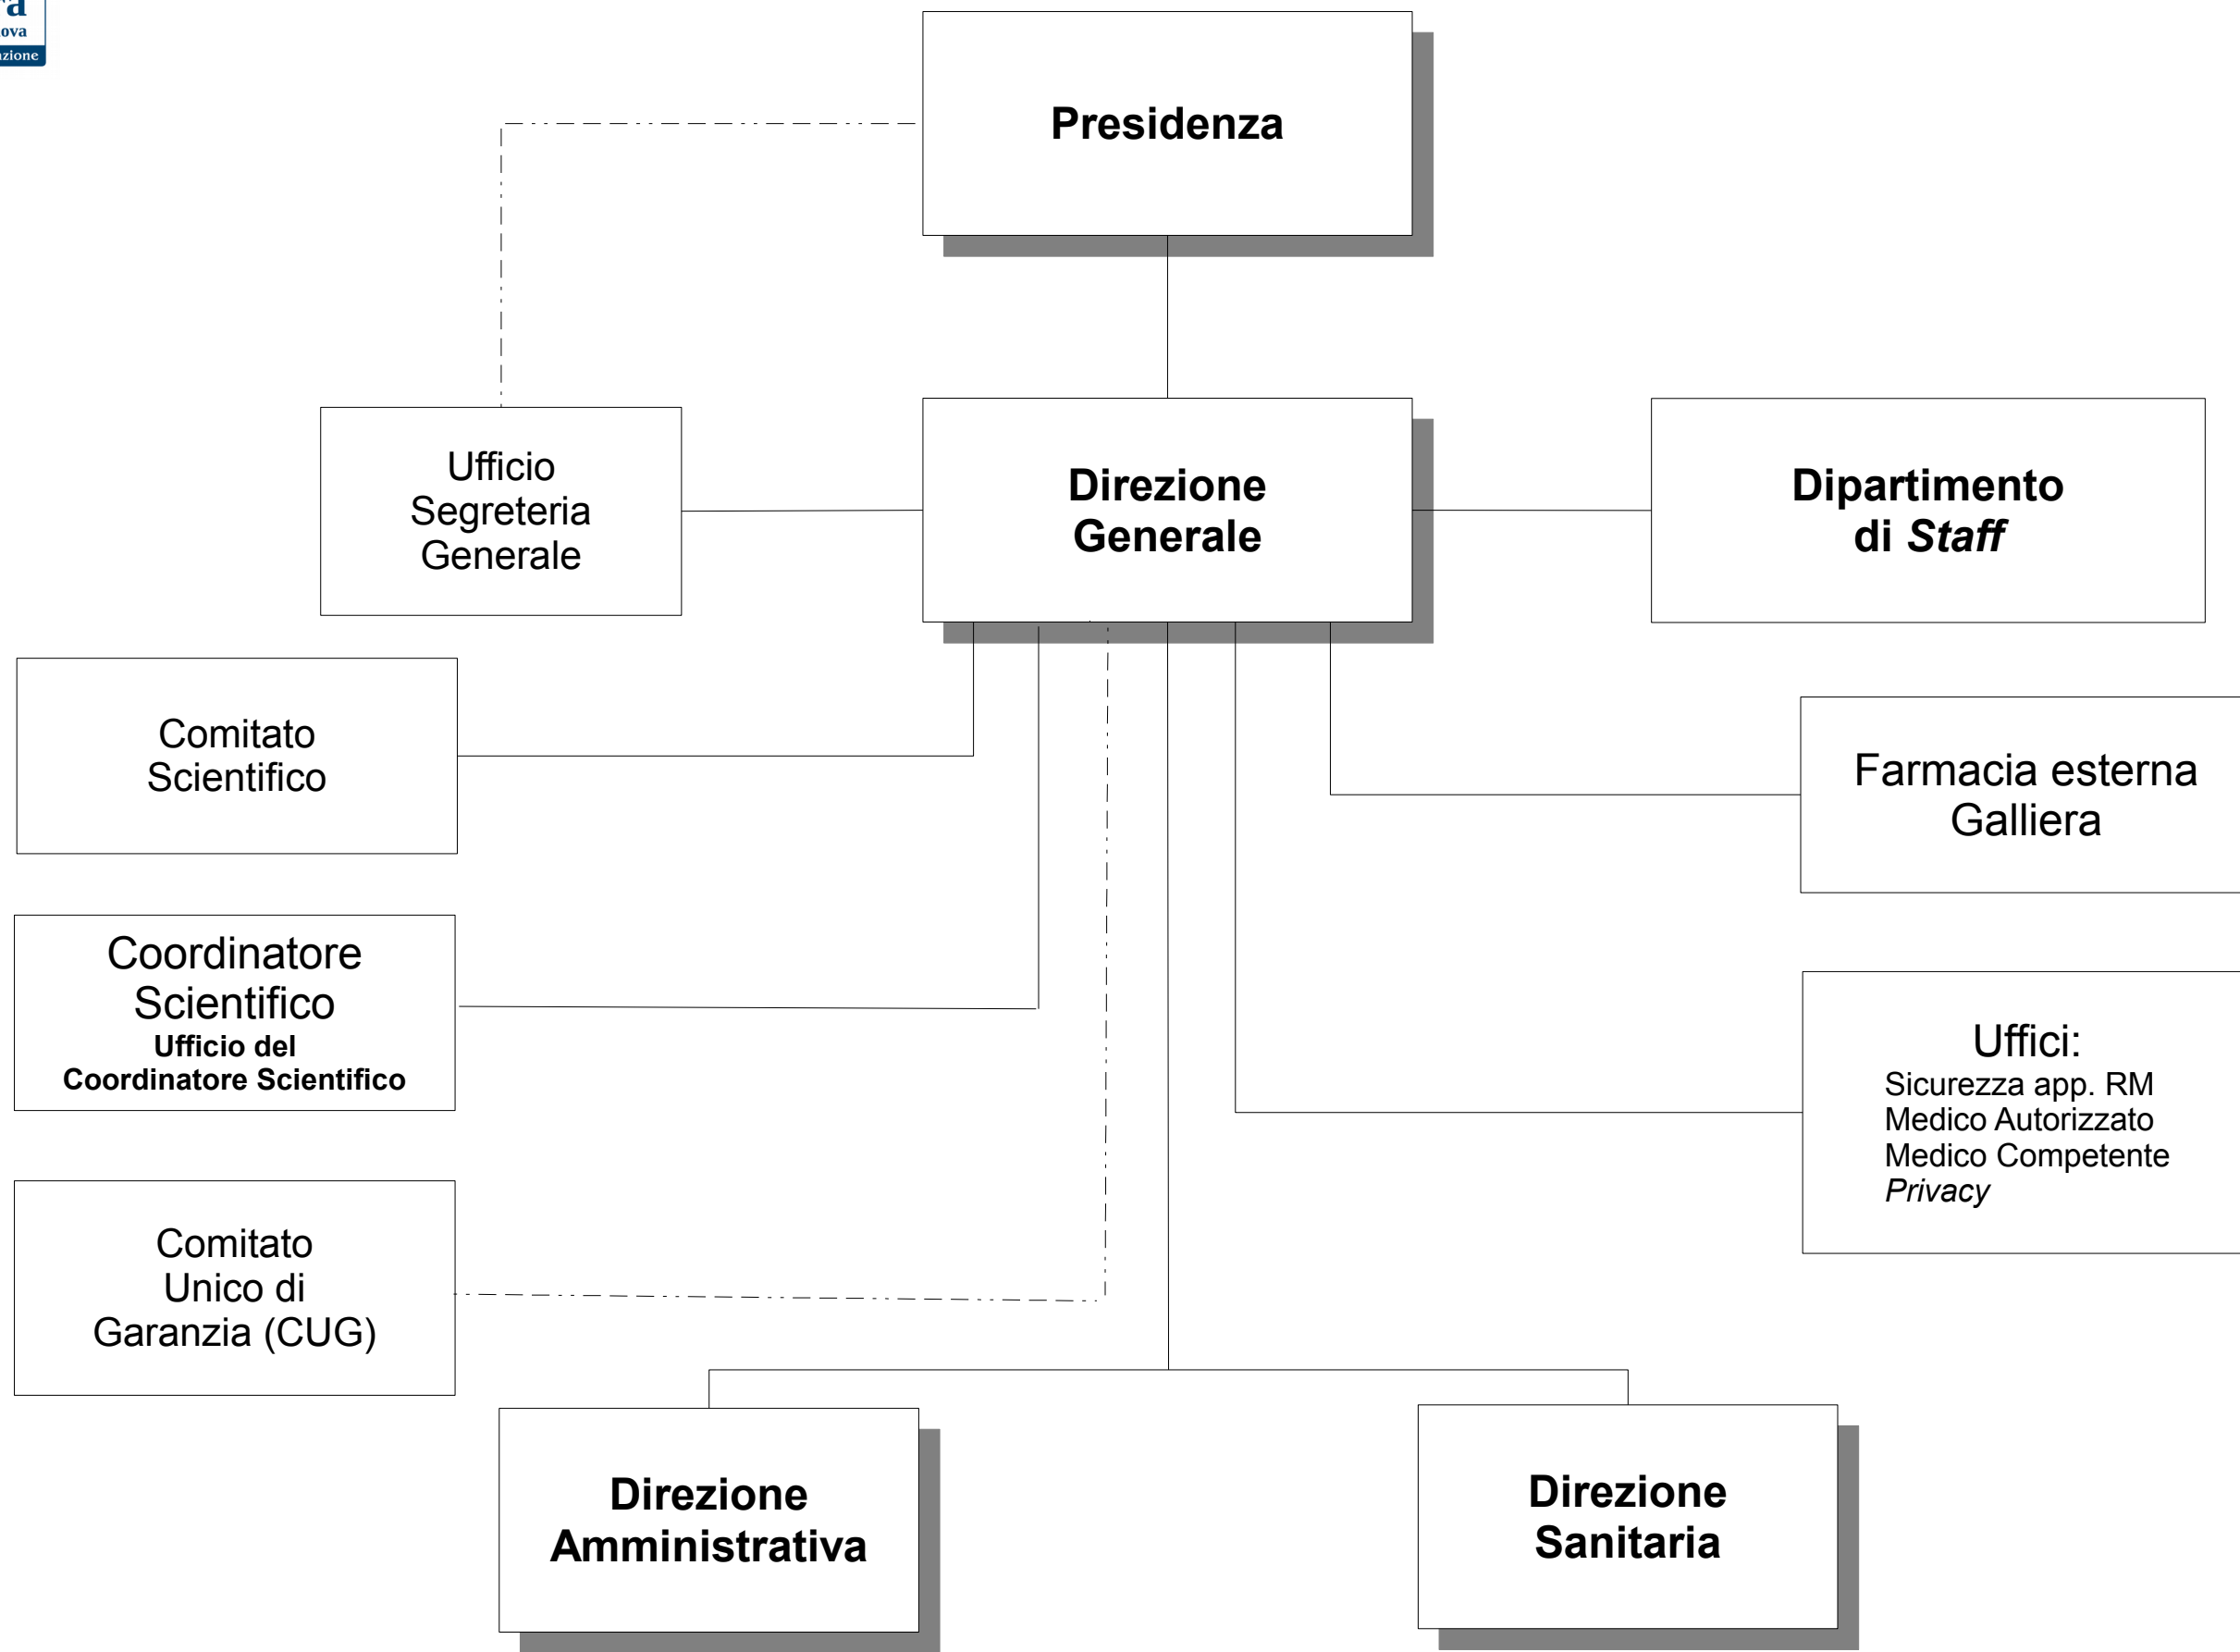 Presidenza
Ufficio
Segreteria
Generale
Direzione
Generale
Dipartimento
di Staff
Comitato
Scientifico
Farmacia esterna
Galliera
Coordinatore
Scientifico
Ufficio del
Coordinatore Scientifico
Uffici:
Sicurezza app. RM
Medico Autorizzato
Medico Competente
Privacy
Comitato
Unico di
Garanzia (CUG)
Direzione
Amministrativa
Direzione
Sanitaria